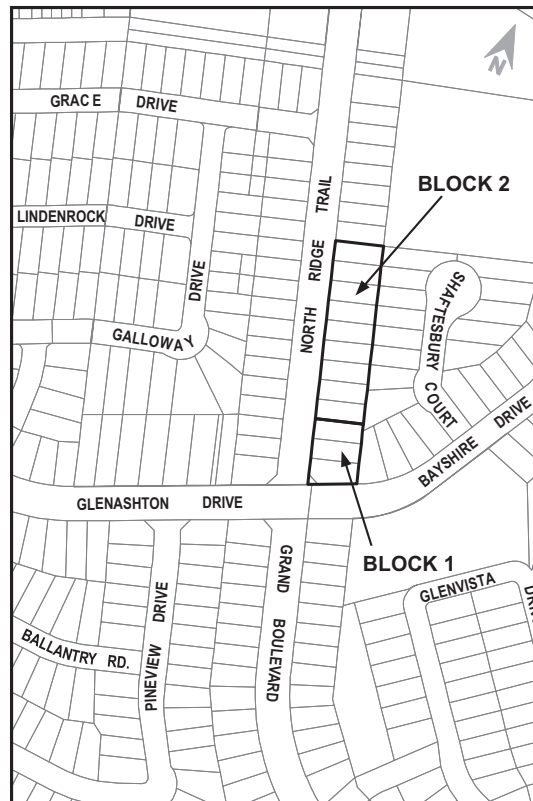 N
GRACE DRIVE
BLOCK 2
LINDENROCK DRIVE
NORTH RIDGE TRAIL
DRIVE
GALLOWAY
SHAFTESBURY
COURT
BAYSHIRE DRIVE
GLENASHTON DRIVE
BLOCK 1
GRAND BOULEVARD
GLENVISTA
PINEVIEW DRIVE
BALLANTRY RD.